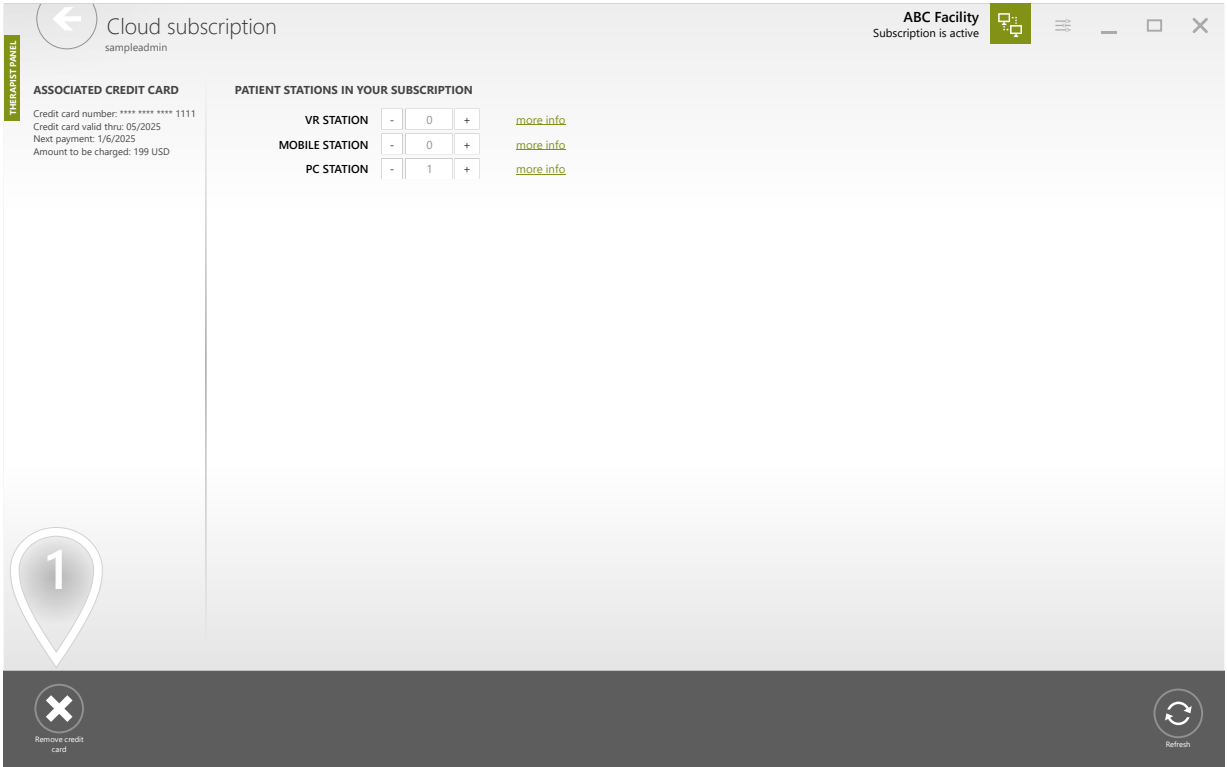 Cloud subscription
sampleadmin
ABC Facility
Subscription is active
THERAPIST PANEL
ASSOCIATED CREDIT CARD
Credit card number: **** **** **** 1111
Credit card valid thru: 05/2025
Next payment: 1/6/2025
Amount to be charged: 199 USD
PATIENT STATIONS IN YOUR SUBSCRIPTION
VR STATION - 0 + more info
MOBILE STATION - 0 + more info
PC STATION - 1 + more info
1
Remove credit
card
Refresh